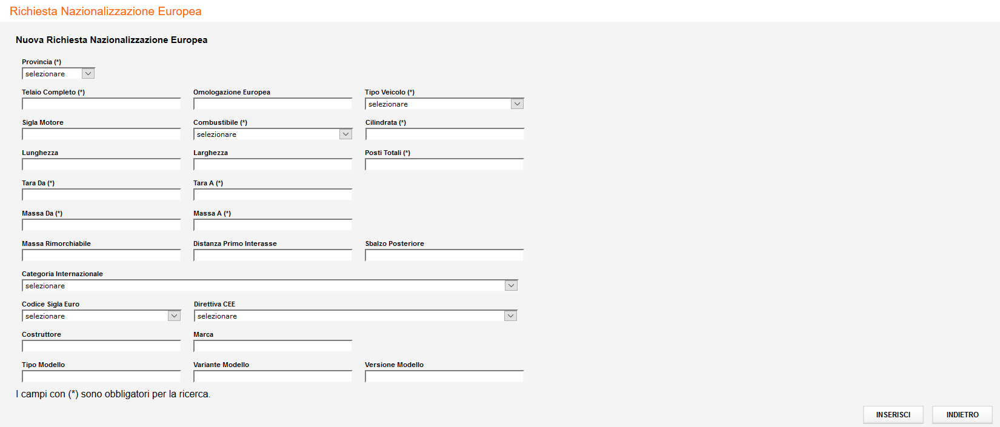 Richiesta Nazionalizzazione Europea
Nuova Richiesta Nazionalizzazione Europea
Provincia (*)
selezionare
Telaio Completo (*) Omologazione Europea Tipo Veicolo (*)
selezionare
Sigla Motore Combustibile (*) Cilindrata (*)
selezionare
Lunghezza Larghezza Posti Totali (*)
Tara Da (*) Tara A (*)
Massa Da (*) Massa A (*)
Massa Rimorchiabile Distanza Primo Interasse Sbalzo Posteriore
Categoria Internazionale
selezionare
Codice Sigla Euro Direttiva CEE
selezionare selezionare
Costruttore Marca
Tipo Modello Variante Modello Versione Modello
I campi con (*) sono obbligatori per la ricerca.
INSERISCI INDIETRO